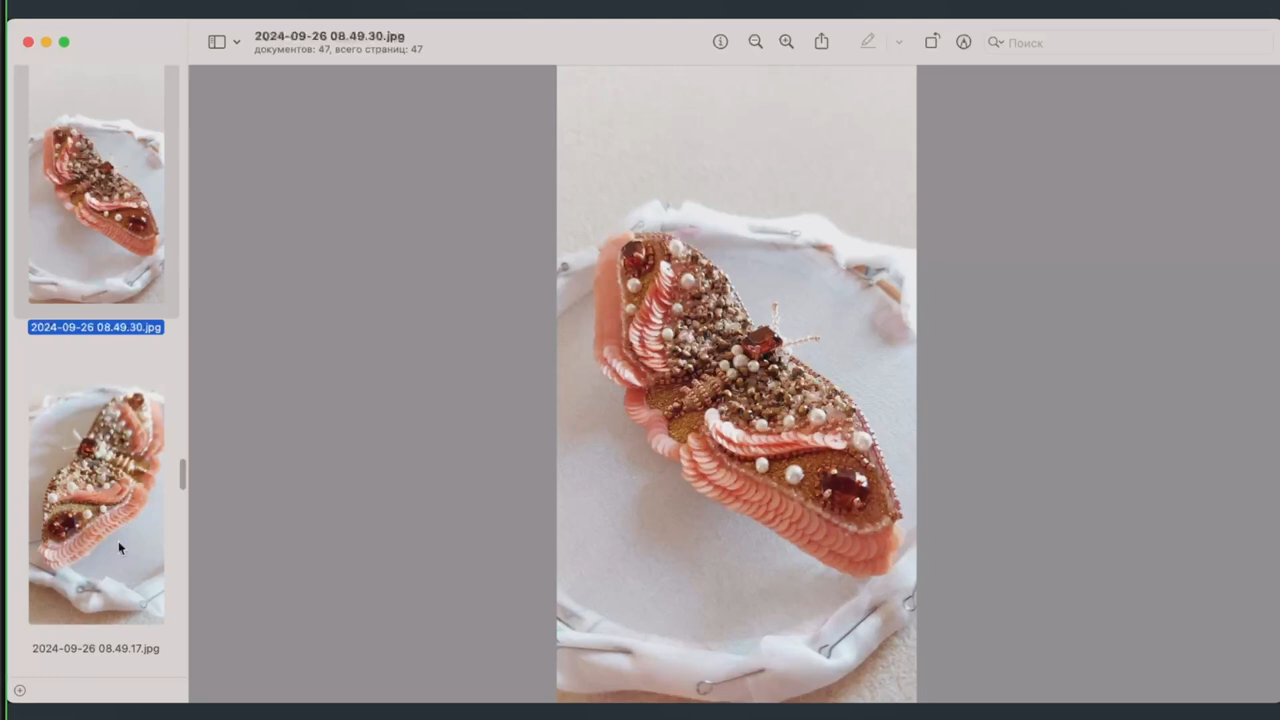 2024-09-26 08.49.30.jpg
документов: 47, всего страниц: 47
Поиск
2024-09-26 08.49.30.jpg
2024-09-26 08.49.17.jpg